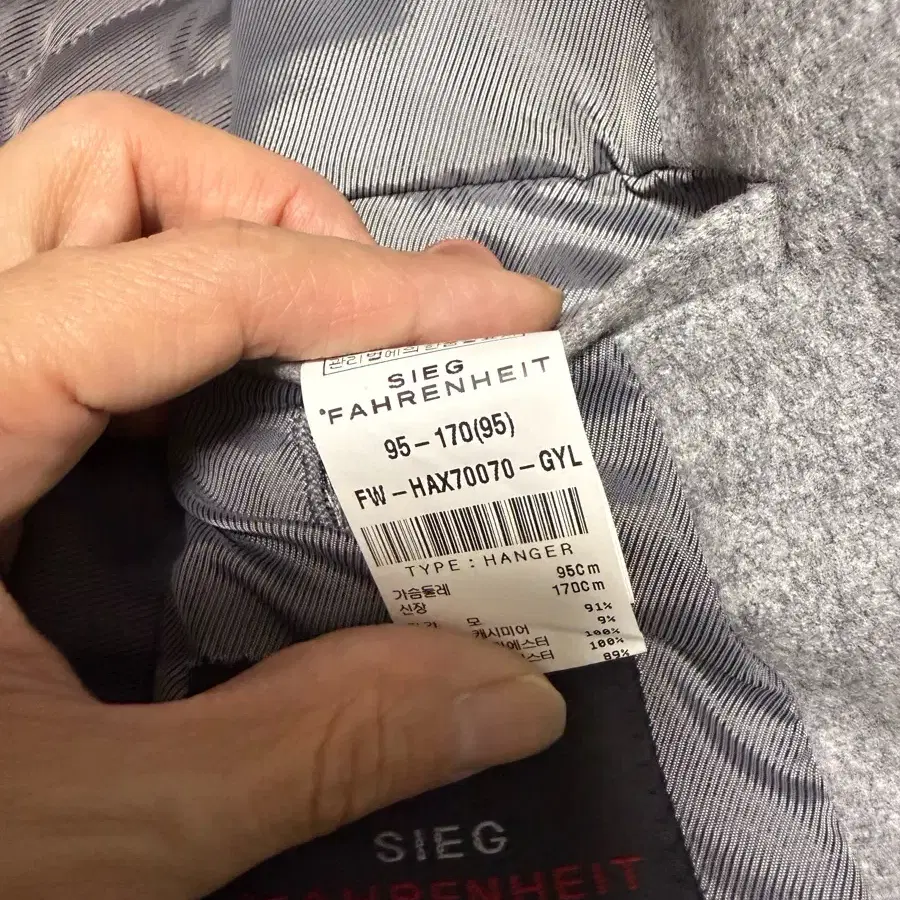 SIEG
FAHRENHEIT
95-170(95)
FW-HAX70070-GYL
TYPE : HANGER
가슴둘레 95Cm
신장 170Cm
모 91%
캐시미어 9%
100%
100%
89%
SIEG
FAHRENHEIT